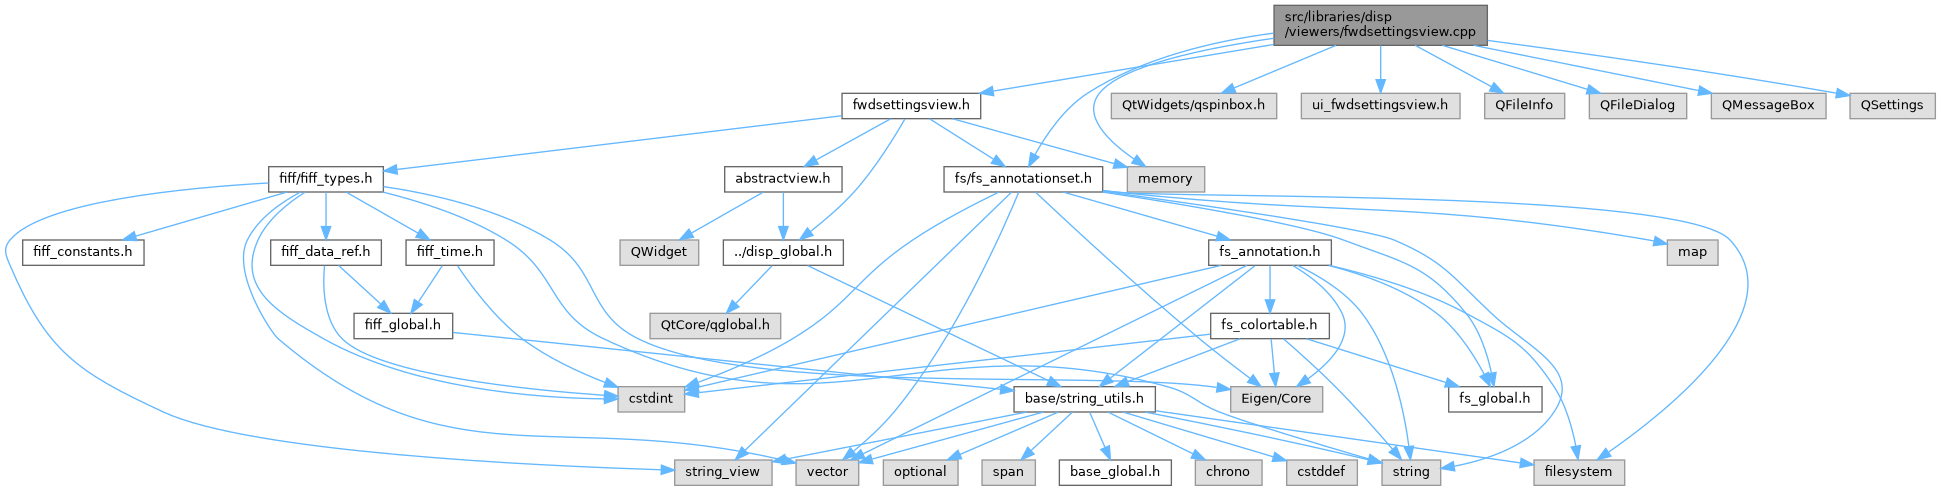 src/libraries/disp
/viewers/fwdsettingsview.cpp
fwdsettingsview.h
QtWidgets/qspinbox.h
ui_fwdsettingsview.h
QFileInfo
QFileDialog
QMessageBox
QSettings
fiff/fiff_types.h
abstractview.h
fs/fs_annotationset.h
memory
fiff_constants.h
fiff_data_ref.h
fiff_time.h
QWidget
../disp_global.h
fs_annotation.h
map
fiff_global.h
QtCore/qglobal.h
fs_colortable.h
cstdint
base/string_utils.h
Eigen/Core
fs_global.h
string_view
vector
optional
span
base_global.h
chrono
cstddef
string
filesystem